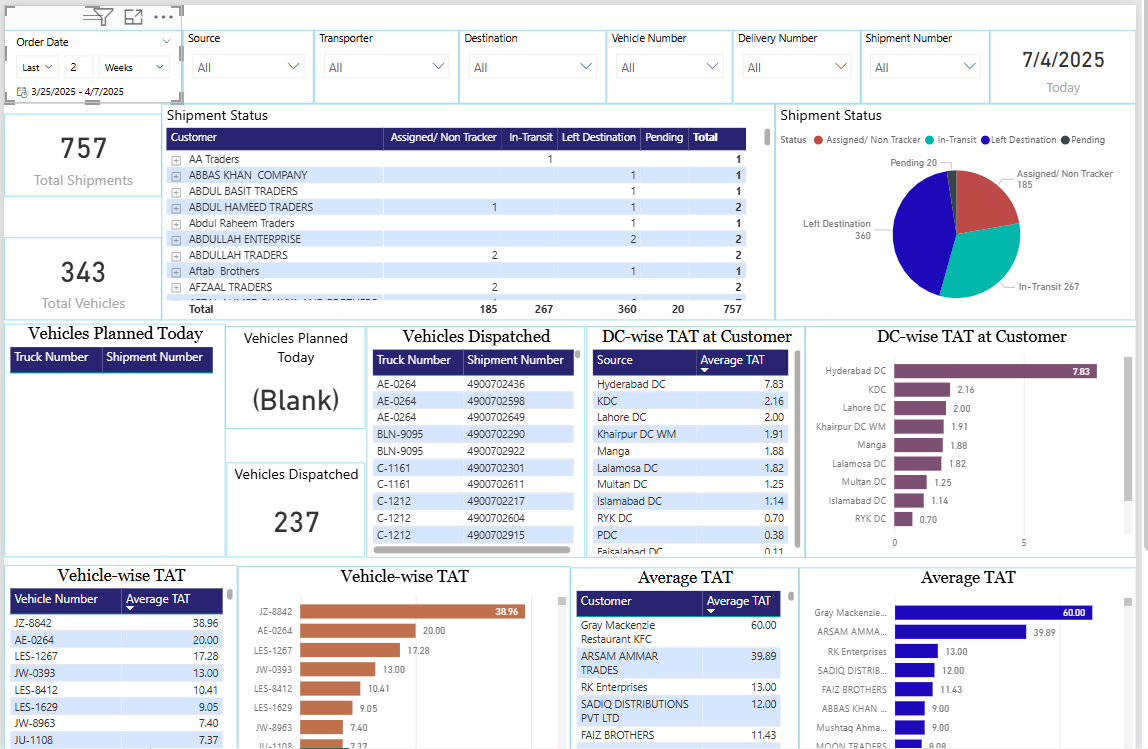 Order Date
Last 2 Weeks
3/25/2025 - 4/7/2025
Source
All
Transporter
All
Destination
All
Vehicle Number
All
Delivery Number
All
Shipment Number
All
7/4/2025
Today
757
Total Shipments
343
Total Vehicles
Shipment Status
Customer Assigned/ Non Tracker In-Transit Left Destination Pending Total
AA Traders 1 1
ABBAS KHAN COMPANY 1 1
ABDUL BASIT TRADERS 1 1
ABDUL HAMEED TRADERS 1 1 2
Abdul Raheem Traders 1 1
ABDULLAH ENTERPRISE 2 2
ABDULLAH TRADERS 2 2
Aftab Brothers 1 1
AFZAAL TRADERS 2 2
Total 185 267 360 20 757
Shipment Status
Status Assigned/ Non Tracker In-Transit Left Destination Pending
Pending 20
Assigned/ Non Tracker
185
Left Destination
360
In-Transit 267
Vehicles Planned Today
Truck Number Shipment Number
Vehicles Planned
Today
(Blank)
Vehicles Dispatched
237
Vehicles Dispatched
Truck Number Shipment Number
AE-0264 4900702436
AE-0264 4900702598
AE-0264 4900702649
BLN-9095 4900702290
BLN-9095 4900702922
C-1161 4900702301
C-1161 4900702611
C-1212 4900702217
C-1212 4900702604
C-1212 4900702915
DC-wise TAT at Customer
Source Average TAT
Hyderabad DC 7.83
KDC 2.16
Lahore DC 2.00
Khairpur DC WM 1.91
Manga 1.88
Lalamosa DC 1.82
Multan DC 1.25
Islamabad DC 1.14
RYK DC 0.70
PDC 0.38
Faisalabad DC 0.11
DC-wise TAT at Customer
Hyderabad DC 7.83
KDC 2.16
Lahore DC 2.00
Khairpur DC WM 1.91
Manga 1.88
Lalamosa DC 1.82
Multan DC 1.25
Islamabad DC 1.14
RYK DC 0.70
0 5
Vehicle-wise TAT
Vehicle Number Average TAT
JZ-8842 38.96
AE-0264 20.00
LES-1267 17.28
JW-0393 13.00
LES-8412 10.41
LES-1629 9.05
JW-8963 7.40
JU-1108 7.37
Vehicle-wise TAT
JZ-8842 38.96
AE-0264 20.00
LES-1267 17.28
JW-0393 13.00
LES-8412 10.41
LES-1629 9.05
JW-8963 7.40
JU-1108 7.37
Average TAT
Customer Average TAT
Gray Mackenzie 60.00
Restaurant KFC
ARSAM AMMAR 39.89
TRADES
RK Enterprises 13.00
SADIQ DISTRIBUTIONS 12.00
PVT LTD
FAIZ BROTHERS 11.43
Average TAT
Gray Mackenzie... 60.00
ARSAM AMMA... 39.89
RK Enterprises 13.00
SADIQ DISTRIB... 12.00
FAIZ BROTHERS 11.43
ABBAS KHAN ... 9.00
Mushtaq Ahma... 9.00
MOON TRADERS 8.08